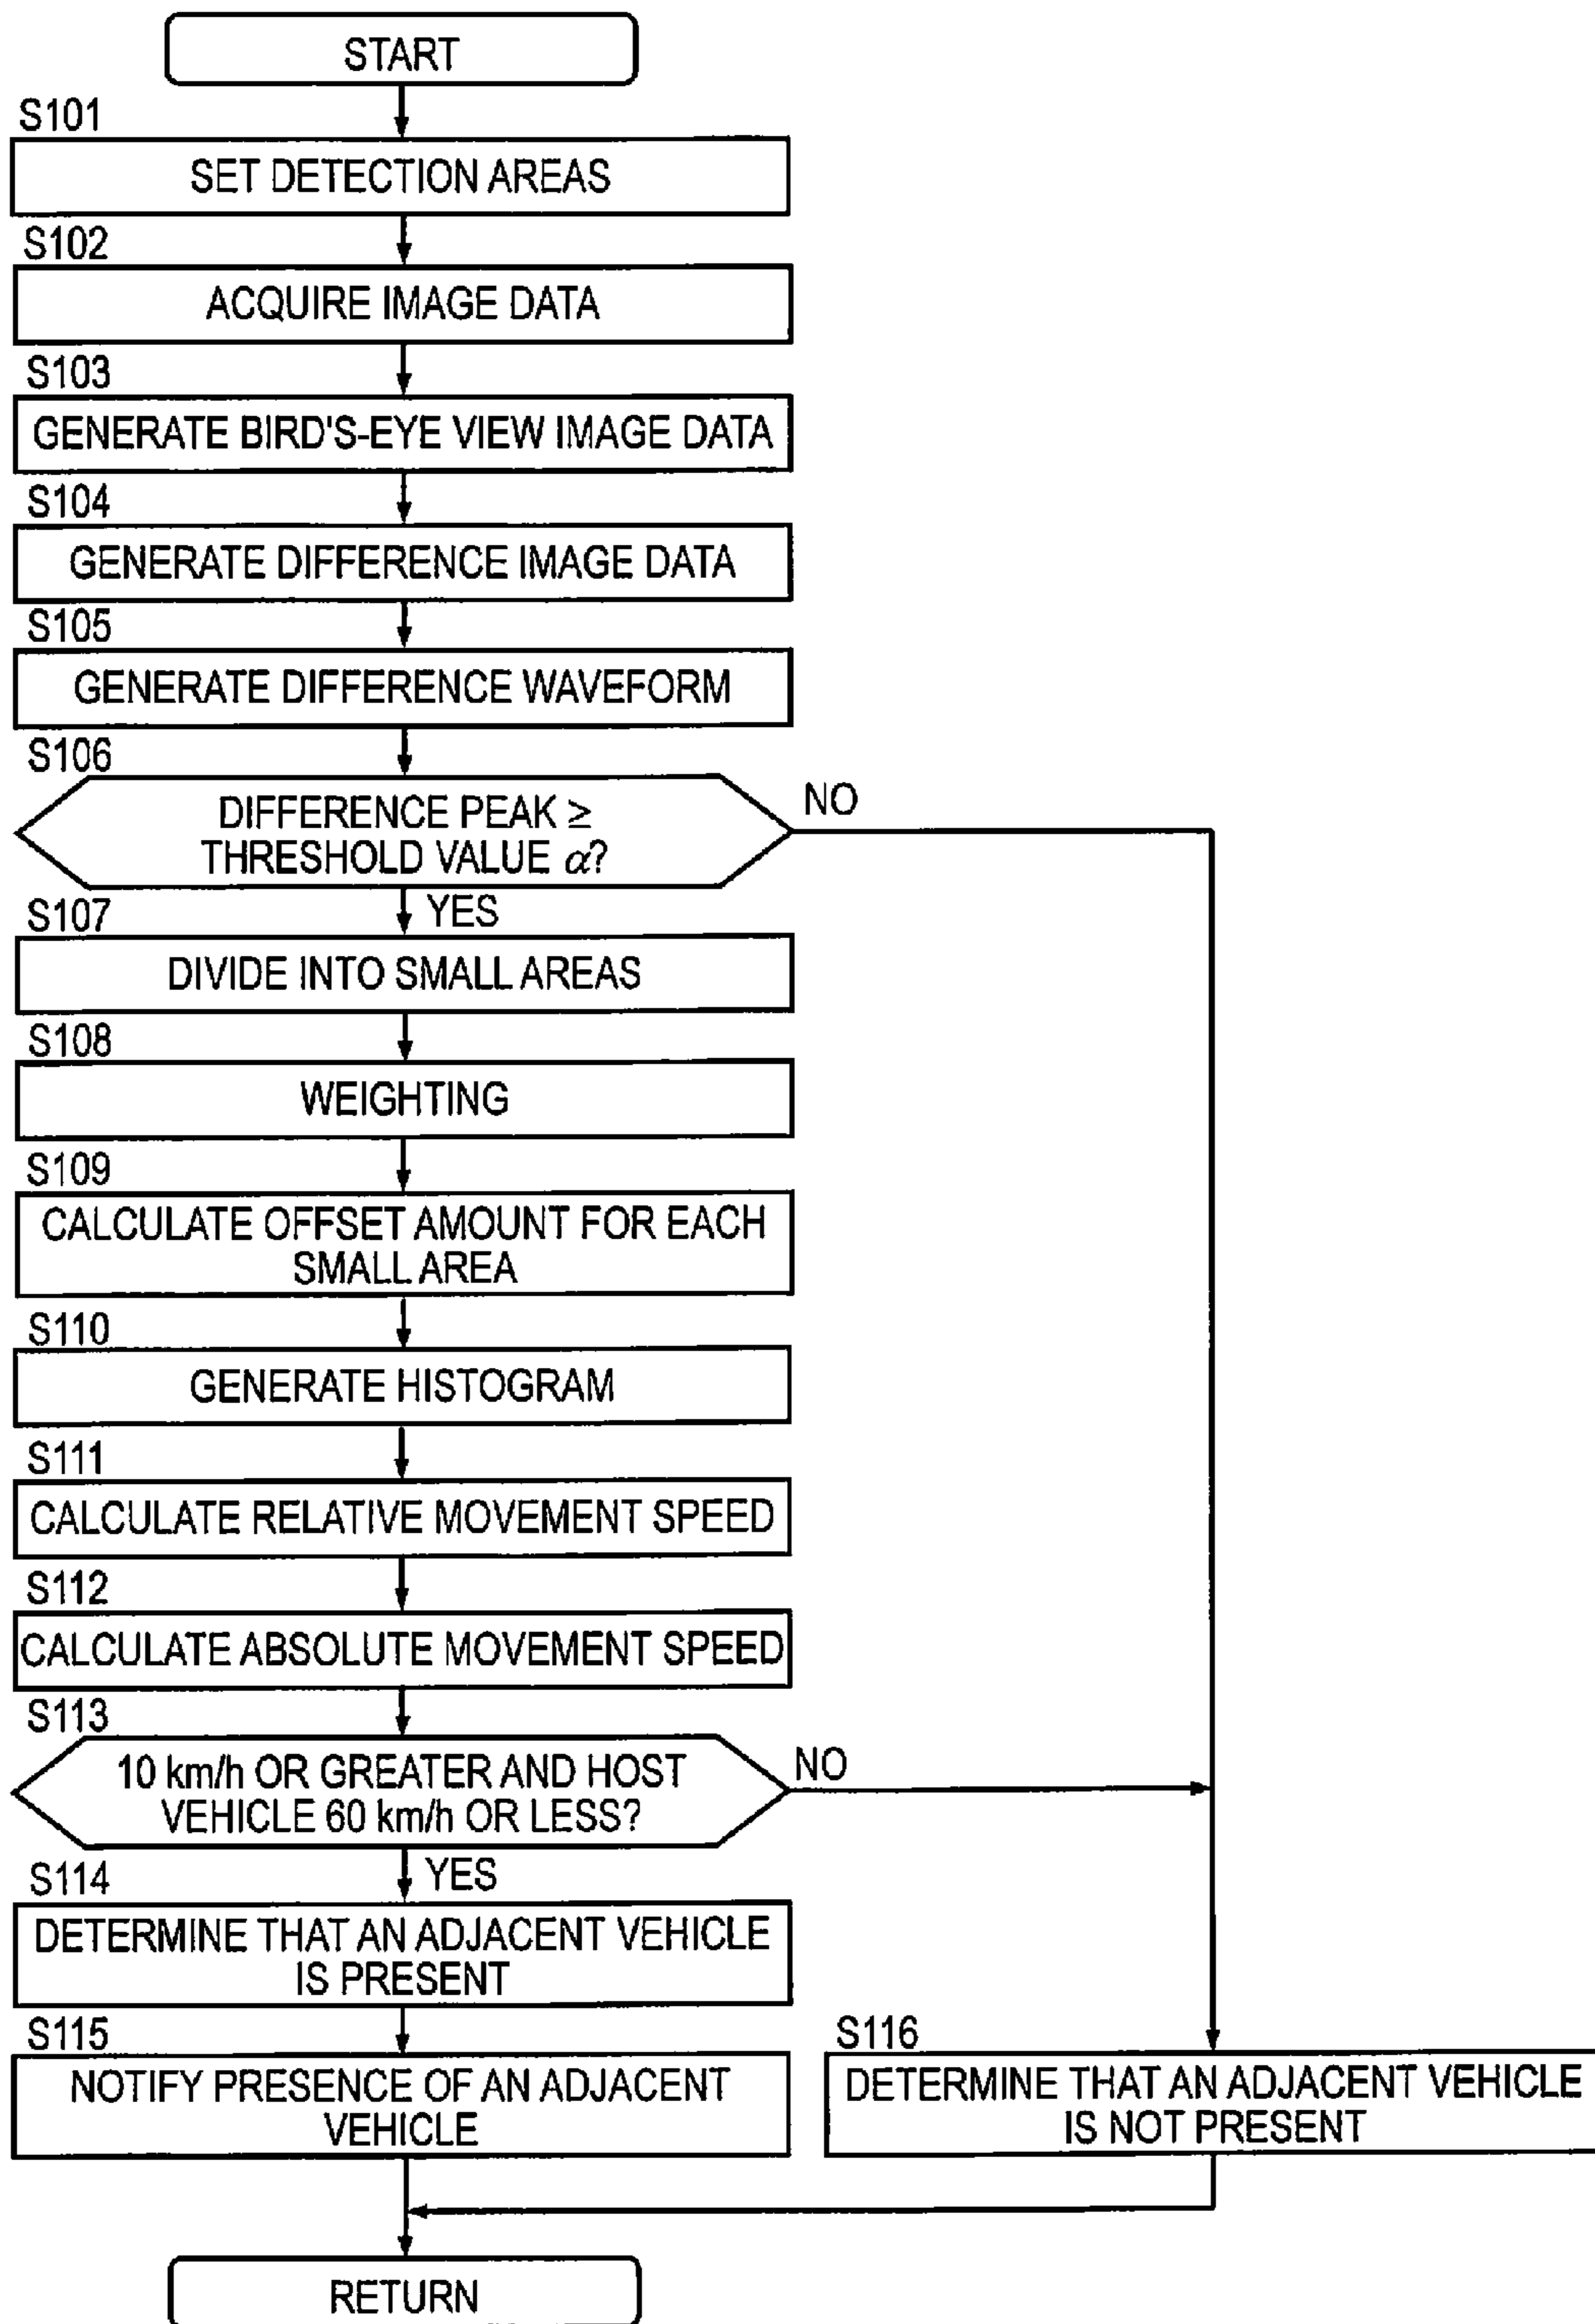 START
S101
SET DETECTION AREAS
S102
ACQUIRE IMAGE DATA
S103
GENERATE BIRD'S-EYE VIEW IMAGE DATA
S104
GENERATE DIFFERENCE IMAGE DATA
S105
GENERATE DIFFERENCE WAVEFORM
S106
DIFFERENCE PEAK ≥
THRESHOLD VALUE α?
NO
YES
S107
DIVIDE INTO SMALL AREAS
S108
WEIGHTING
S109
CALCULATE OFFSET AMOUNT FOR EACH
SMALL AREA
S110
GENERATE HISTOGRAM
S111
CALCULATE RELATIVE MOVEMENT SPEED
S112
CALCULATE ABSOLUTE MOVEMENT SPEED
S113
10 km/h OR GREATER AND HOST
VEHICLE 60 km/h OR LESS?
NO
YES
S114
DETERMINE THAT AN ADJACENT VEHICLE
IS PRESENT
S115
NOTIFY PRESENCE OF AN ADJACENT
VEHICLE
S116
DETERMINE THAT AN ADJACENT VEHICLE
IS NOT PRESENT
RETURN